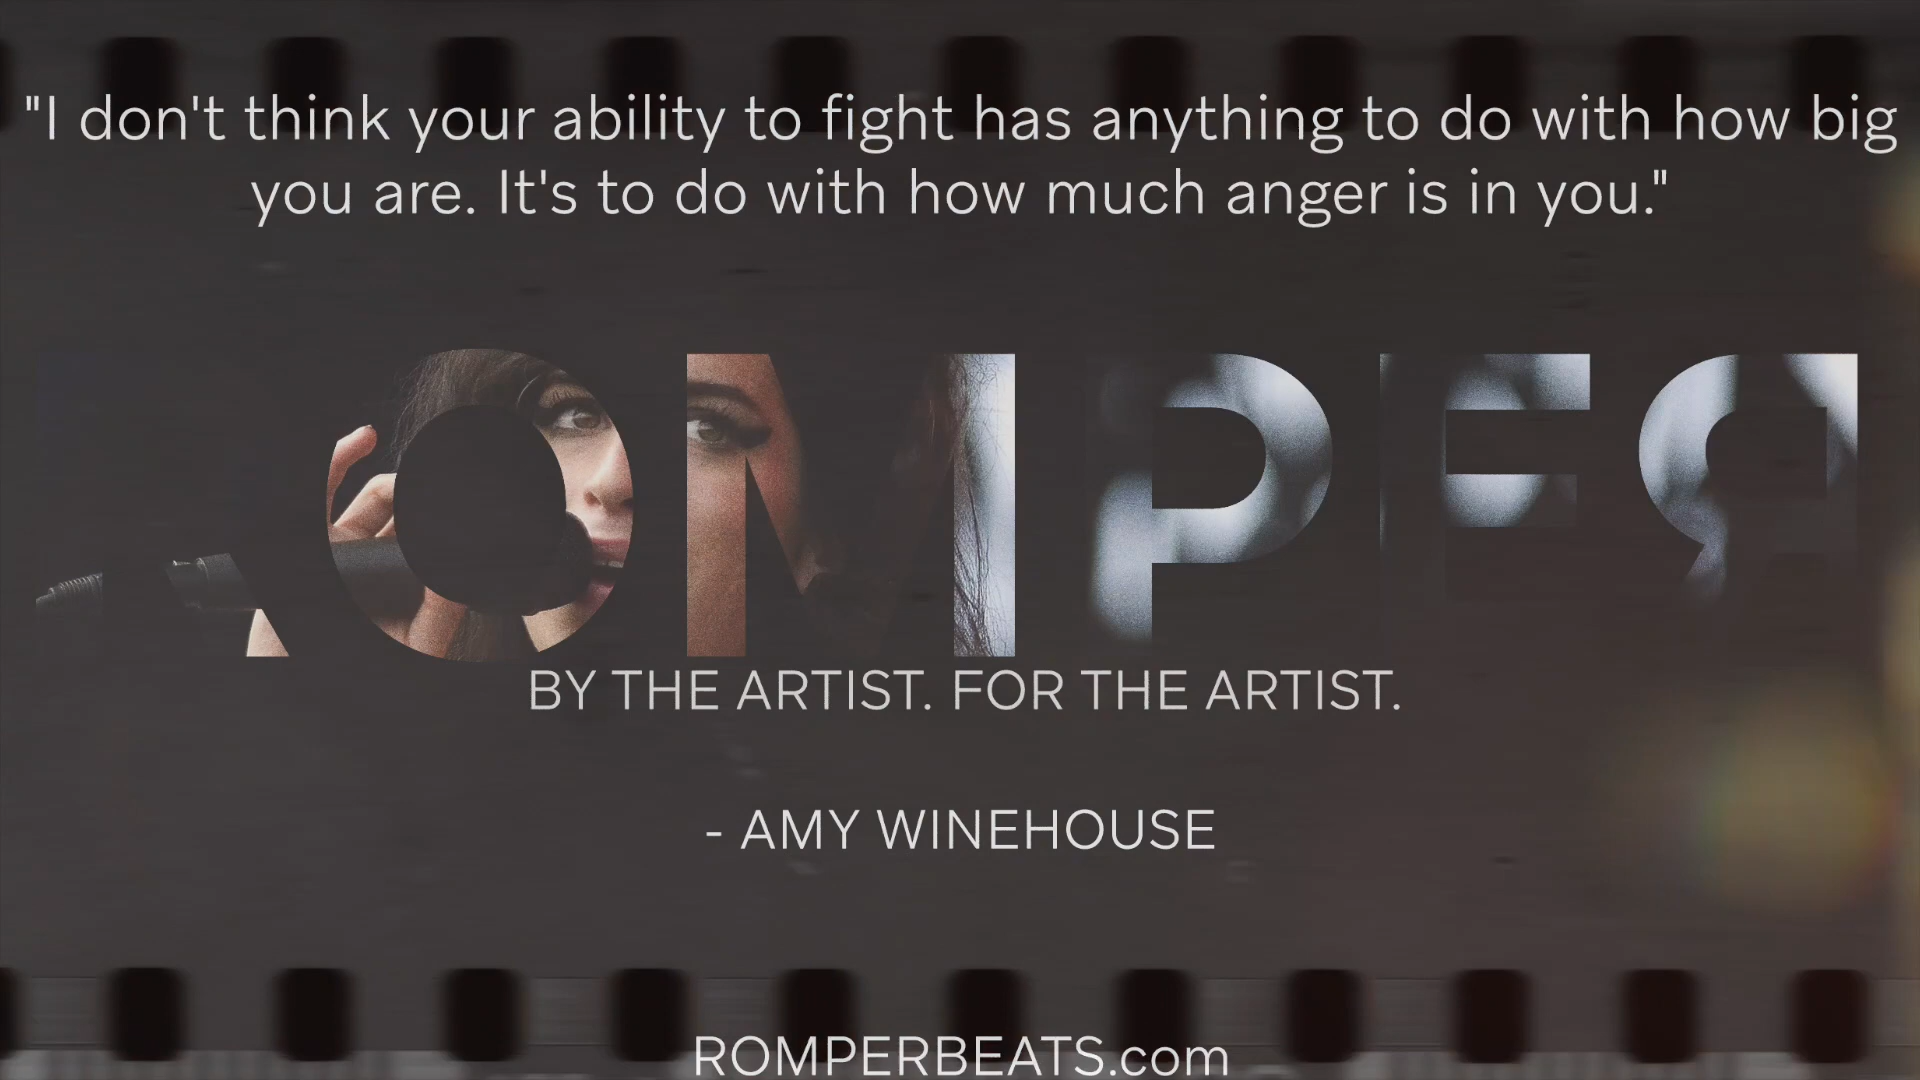 "I don't think your ability to fight has anything to do with how big
you are. It's to do with how much anger is in you."
ROMPEЯ
BY THE ARTIST. FOR THE ARTIST.
- AMY WINEHOUSE
ROMPERBEATS.com